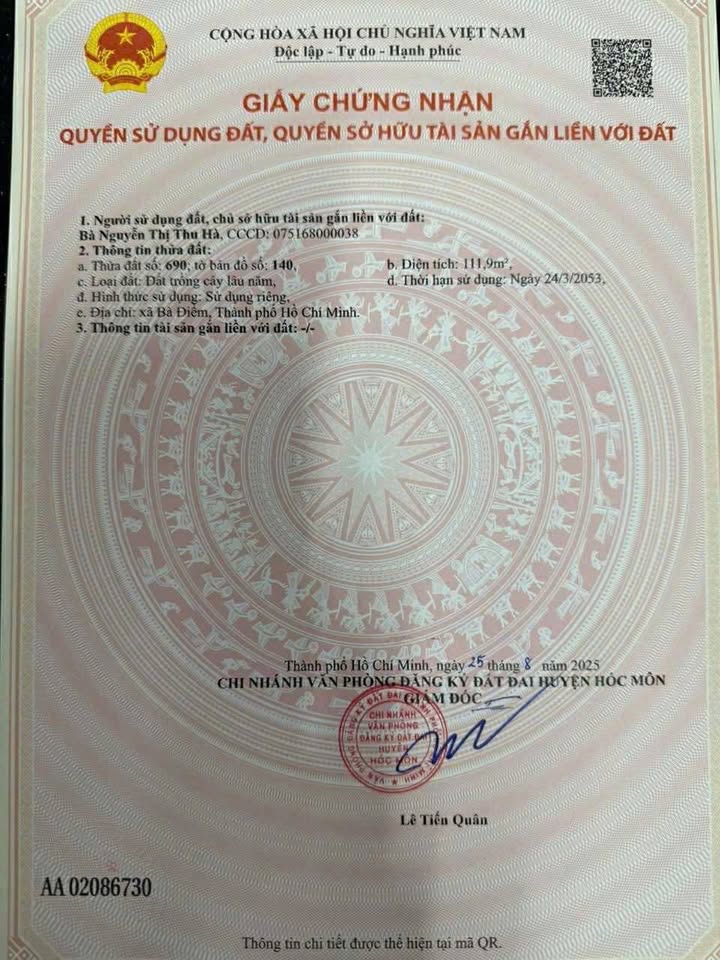 CỘNG HÒA XÃ HỘI CHỦ NGHĨA VIỆT NAM
Độc lập - Tự do - Hạnh phúc
GIẤY CHỨNG NHẬN
QUYỀN SỬ DỤNG ĐẤT, QUYỀN SỞ HỮU TÀI SẢN GẮN LIỀN VỚI ĐẤT
1. Người sử dụng đất, chủ sở hữu tài sản gắn liền với đất:
Bà Nguyễn Thị Thu Hà, CCCD: 075168000038
2. Thông tin thửa đất:
a. Thửa đất số: 690; tờ bản đồ số: 140, b. Diện tích: 111,9m²,
c. Loại đất: Đất trồng cây lâu năm, d. Thời hạn sử dụng: Ngày 24/3/2053,
đ. Hình thức sử dụng: Sử dụng riêng,
e. Địa chỉ: xã Bà Điểm, Thành phố Hồ Chí Minh.
3. Thông tin tài sản gắn liền với đất: -/-
Thành phố Hồ Chí Minh, ngày 25 tháng 8 năm 2025
CHI NHÁNH VĂN PHÒNG ĐĂNG KÝ ĐẤT ĐAI HUYỆN HÓC MÔN
GIÁM ĐỐC
CHI NHÁNH
VĂN PHÒNG
ĐĂNG KÝ ĐẤT ĐAI
HUYỆN
HÓC MÔN
Lê Tiến Quân
AA 02086730
Thông tin chi tiết được thể hiện tại mã QR.